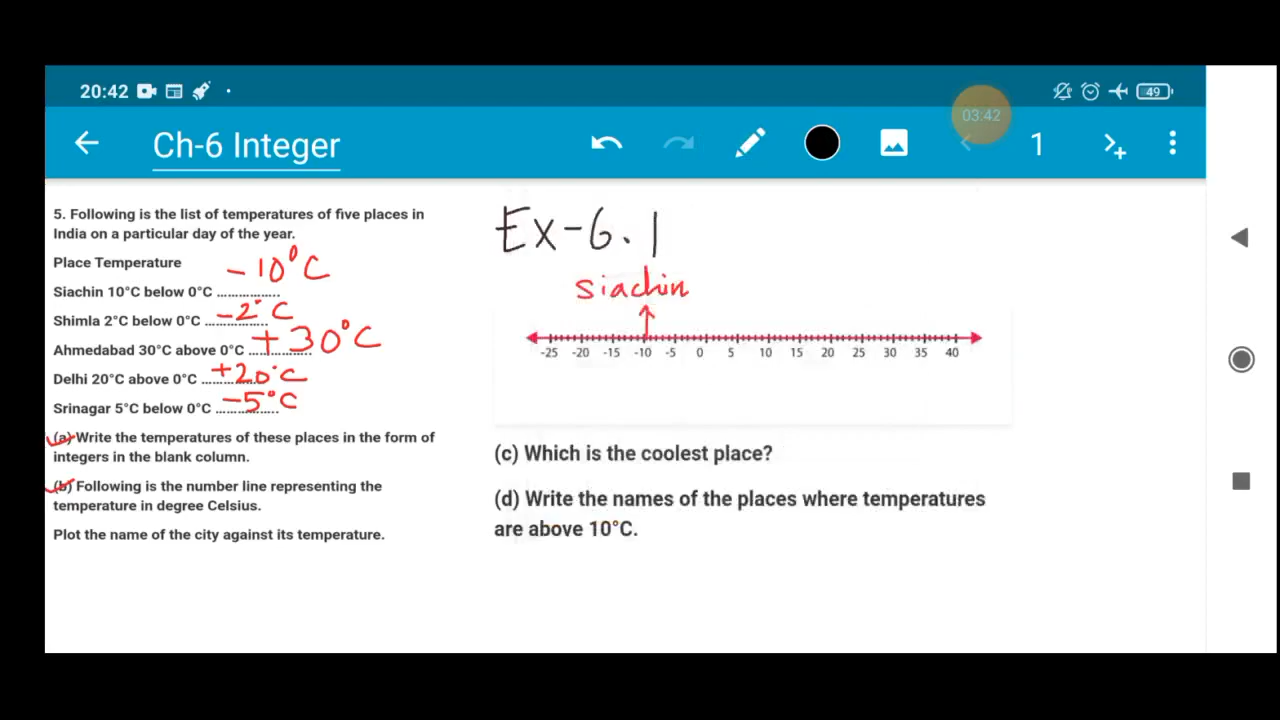 20:42
49
03:42
Ch-6 Integer
1
5. Following is the list of temperatures of five places in
India on a particular day of the year.
Place Temperature
Siachin 10°C below 0°C ................ -10°C
Shimla 2°C below 0°C ................ -2°C
Ahmedabad 30°C above 0°C ................ +30°C
Delhi 20°C above 0°C ................ +20°C
Srinagar 5°C below 0°C ................ -5°C
(a) Write the temperatures of these places in the form of
integers in the blank column.
(b) Following is the number line representing the
temperature in degree Celsius.
Plot the name of the city against its temperature.
Ex-6.1
Siachin
-25 -20 -15 -10 -5 0 5 10 15 20 25 30 35 40
(c) Which is the coolest place?
(d) Write the names of the places where temperatures
are above 10°C.